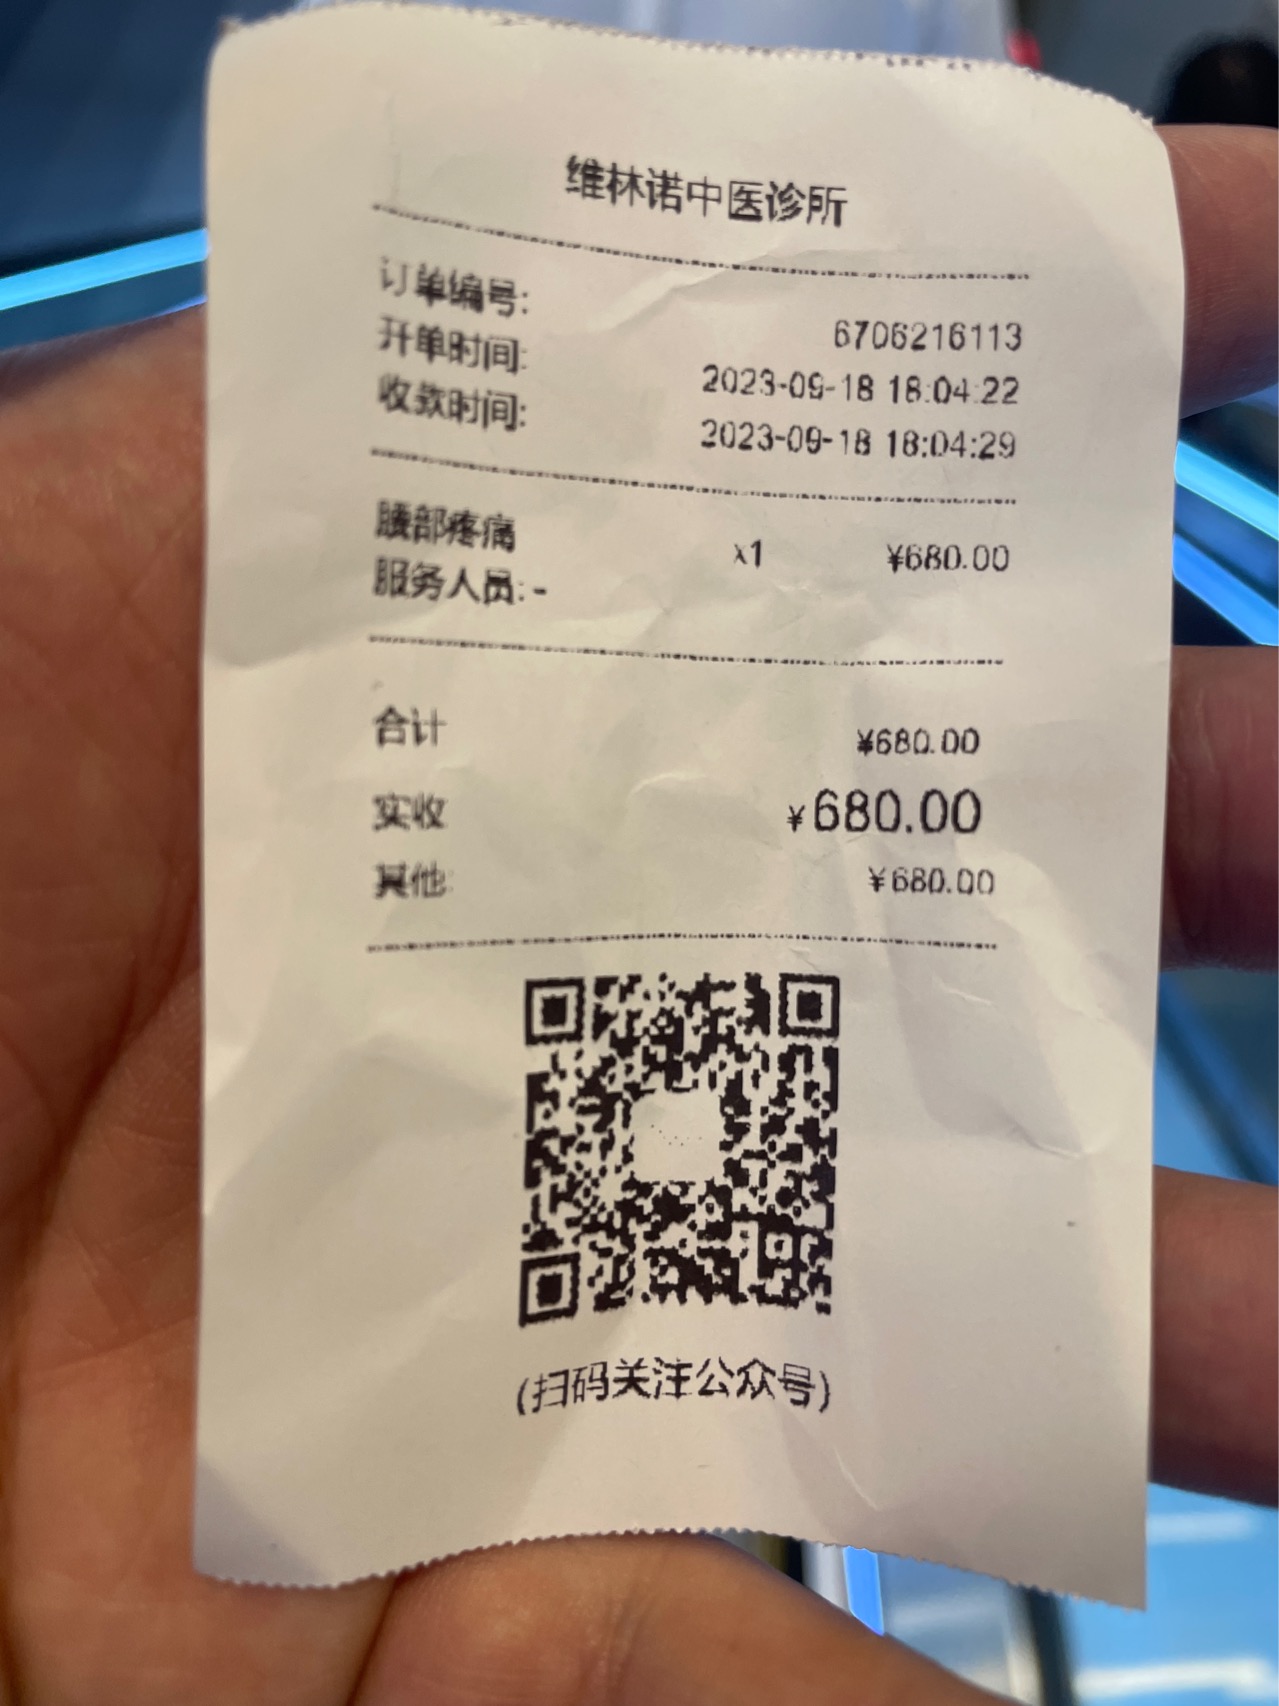 维林诺中医诊所
订单编号: 6706216113
开单时间: 2023-09-18 18:04:22
收款时间: 2023-09-18 18:04:29
腰部疼痛 x1 ¥680.00
服务人员: -
合计 ¥680.00
实收 ¥680.00
其他: ¥680.00
(扫码关注公众号)